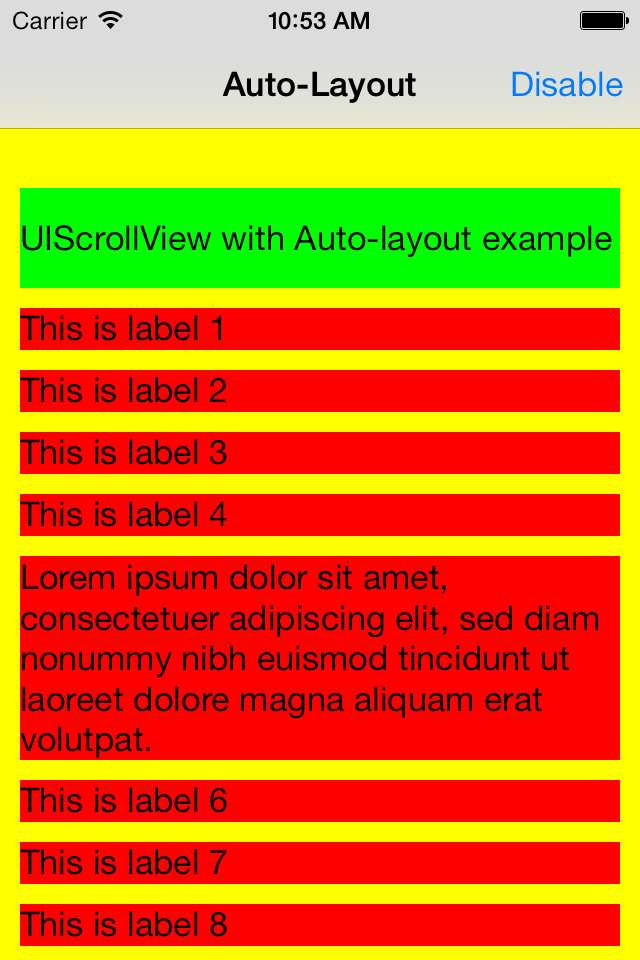 Carrier 10:53 AM
Auto-Layout Disable
UIScrollView with Auto-layout example
This is label 1
This is label 2
This is label 3
This is label 4
Lorem ipsum dolor sit amet,
consectetuer adipiscing elit, sed diam
nonummy nibh euismod tincidunt ut
laoreet dolore magna aliquam erat
volutpat.
This is label 6
This is label 7
This is label 8